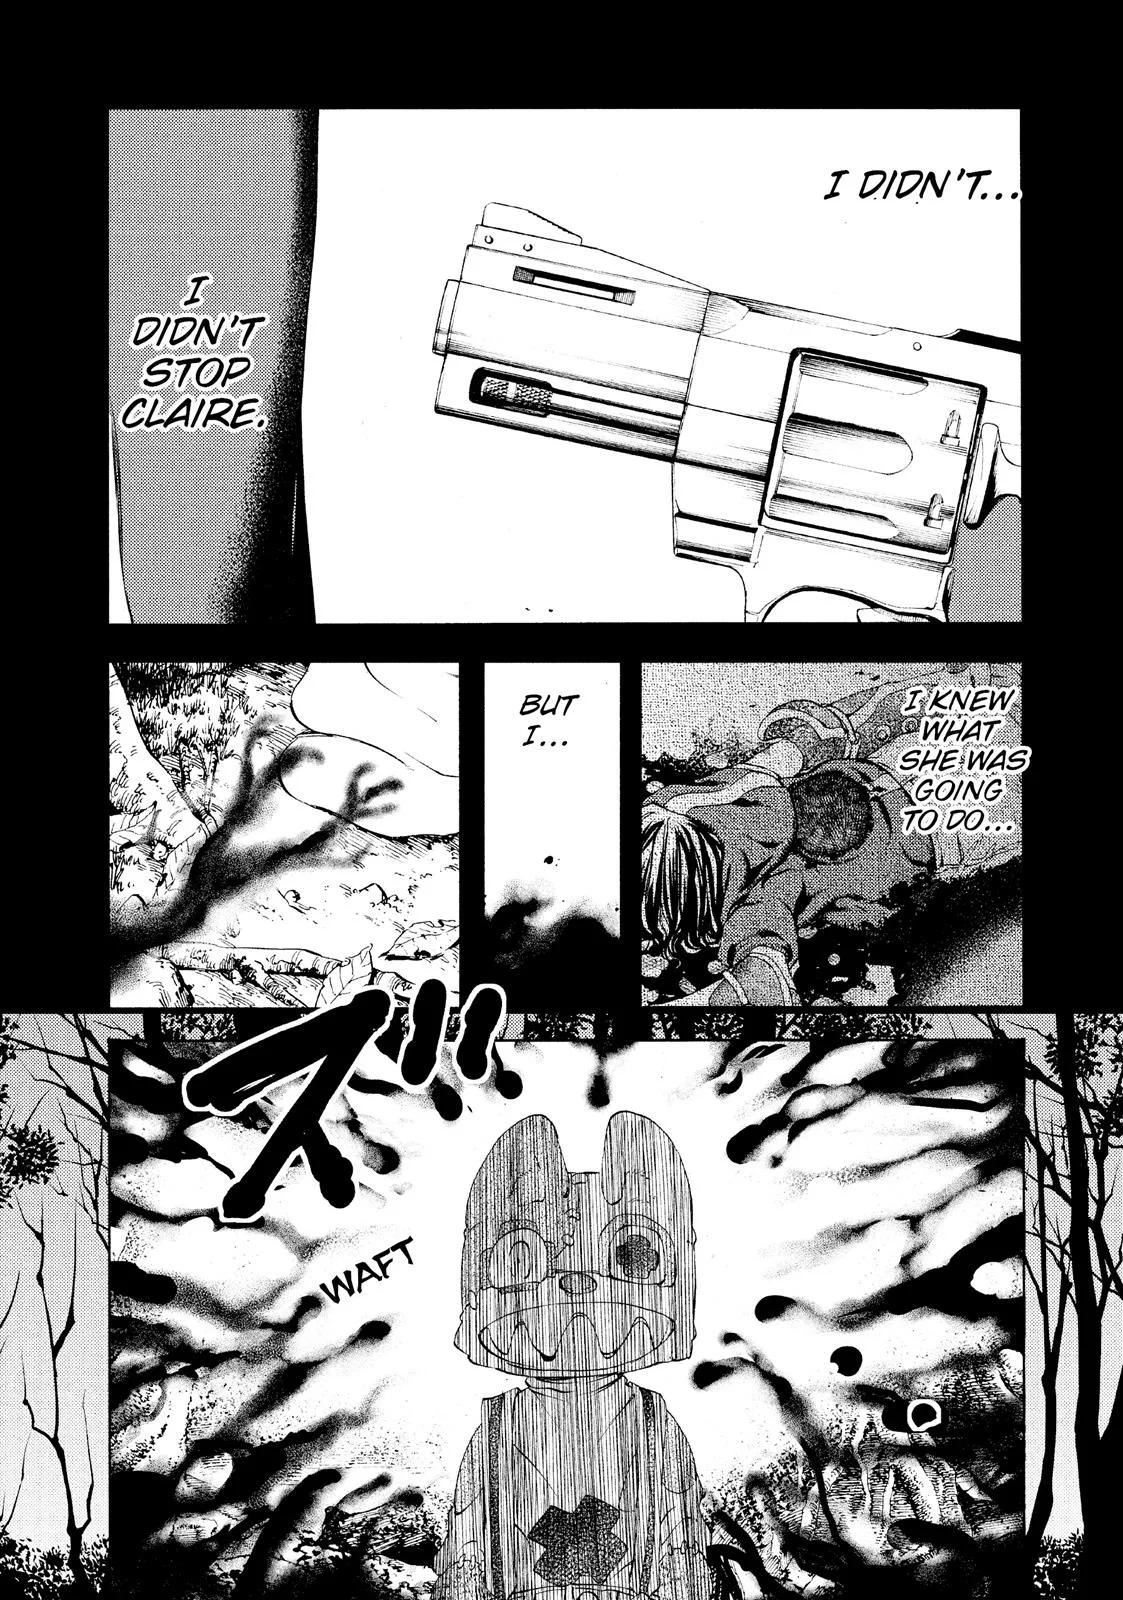 I DIDN'T...
I
DIDN'T
STOP
CLAIRE.
I KNEW
WHAT
SHE WAS
GOING
TO DO...
BUT
I...
ズ
WAFT